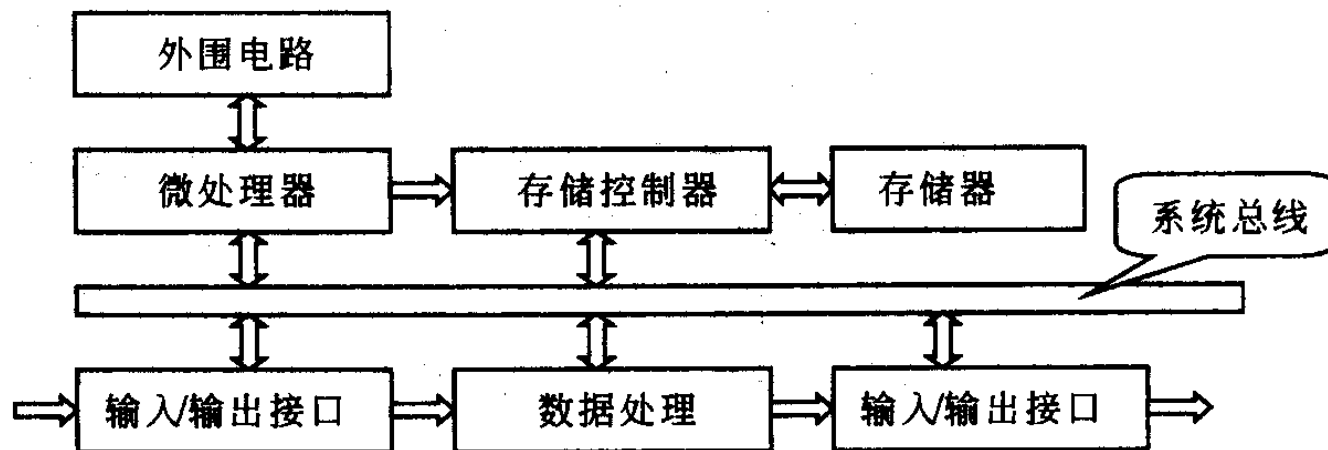 外围电路
微处理器
存储控制器
存储器
系统总线
输入/输出接口
数据处理
输入/输出接口